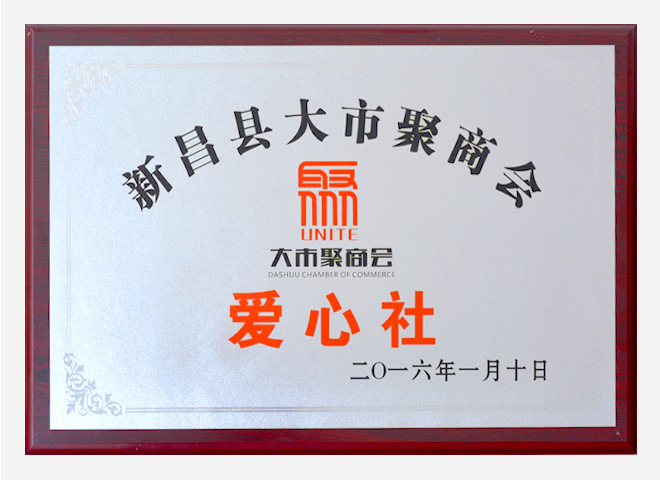 新昌县大市聚商会
UNITE
大市聚商会
DASHIJU CHAMBER OF COMMERCE
爱心社
二〇一六年一月十日